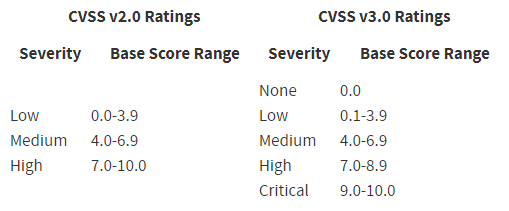 CVSS v2.0 Ratings CVSS v3.0 Ratings
Severity Base Score Range Severity Base Score Range
None 0.0
Low 0.0-3.9 Low 0.1-3.9
Medium 4.0-6.9 Medium 4.0-6.9
High 7.0-10.0 High 7.0-8.9
Critical 9.0-10.0